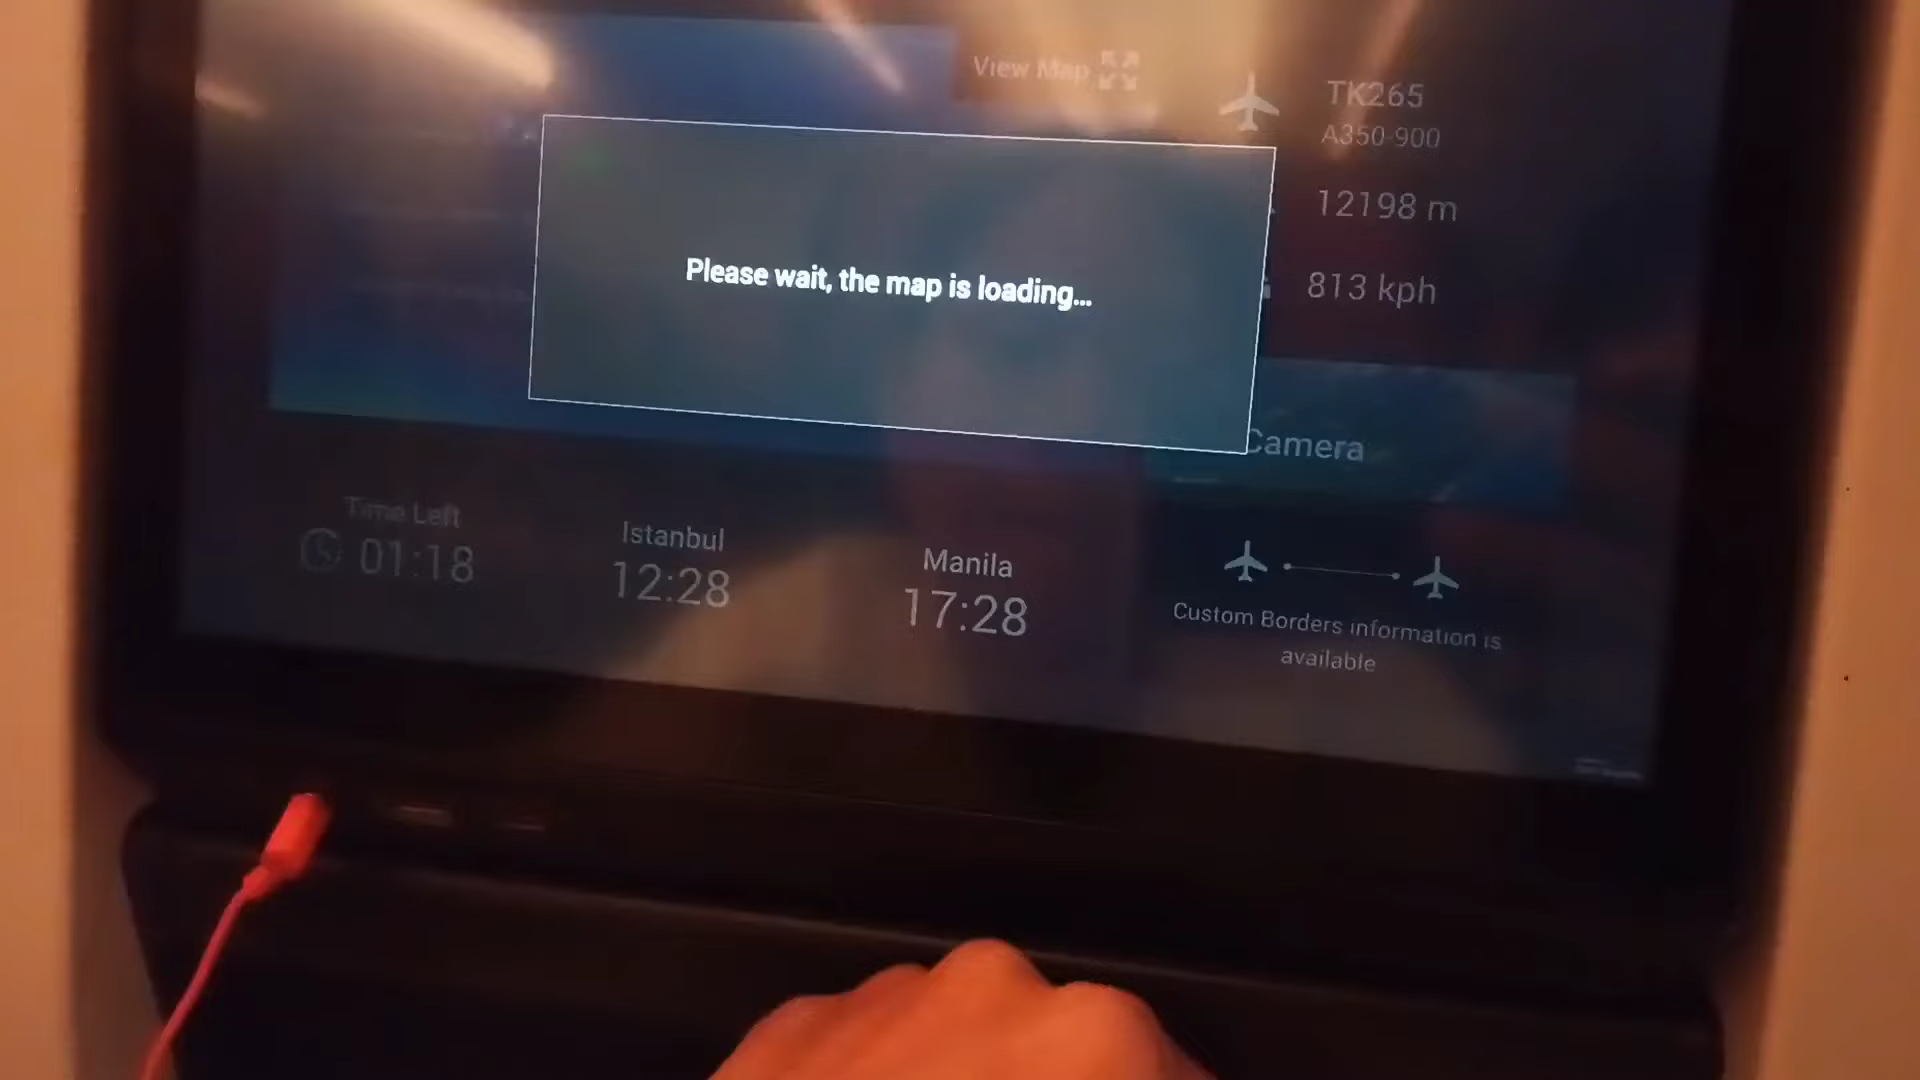 View Map
TK265
A350-900
12198 m
813 kph
Please wait, the map is loading...
Camera
Time Left
01:18
Istanbul
12:28
Manila
17:28
Custom Borders information is
available